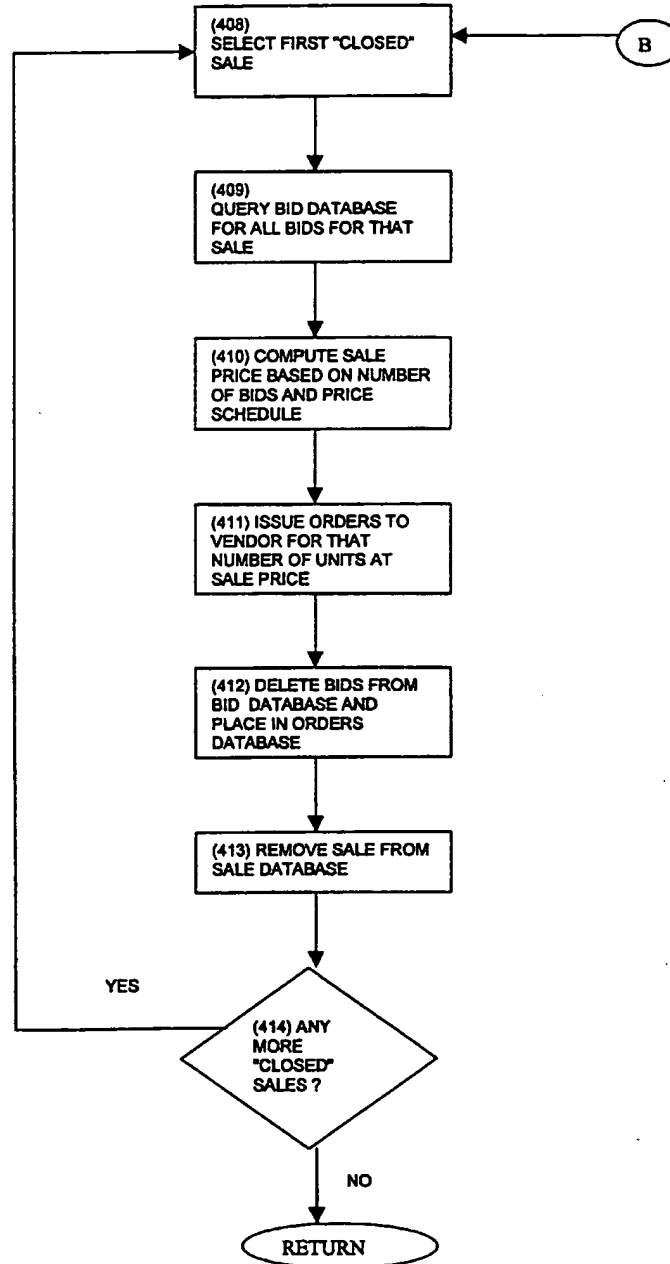 (408)
SELECT FIRST "CLOSED"
SALE
B
(409)
QUERY BID DATABASE
FOR ALL BIDS FOR THAT
SALE
(410) COMPUTE SALE
PRICE BASED ON NUMBER
OF BIDS AND PRICE
SCHEDULE
(411) ISSUE ORDERS TO
VENDOR FOR THAT
NUMBER OF UNITS AT
SALE PRICE
(412) DELETE BIDS FROM
BID DATABASE AND
PLACE IN ORDERS
DATABASE
(413) REMOVE SALE FROM
SALE DATABASE
YES
(414) ANY
MORE
"CLOSED"
SALES ?
NO
RETURN